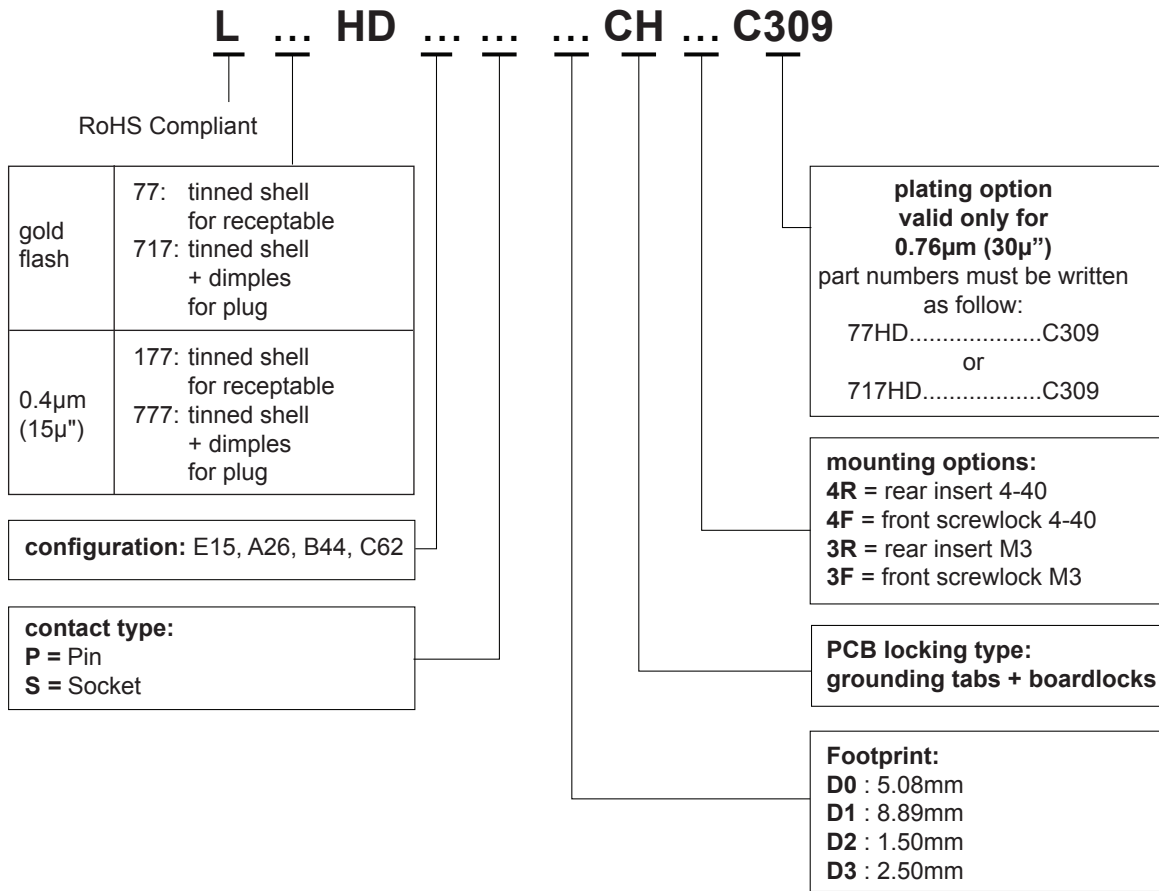 L ... HD ... ... ... CH ... C309
RoHS Compliant
gold
flash
77: tinned shell
for receptable
717: tinned shell
+ dimples
for plug
0.4µm
(15µ")
177: tinned shell
for receptable
777: tinned shell
+ dimples
for plug
configuration: E15, A26, B44, C62
contact type:
P = Pin
S = Socket
plating option
valid only for
0.76µm (30µ”)
part numbers must be written
as follow:
77HD....................C309
or
717HD..................C309
mounting options:
4R = rear insert 4-40
4F = front screwlock 4-40
3R = rear insert M3
3F = front screwlock M3
PCB locking type:
grounding tabs + boardlocks
Footprint:
D0 : 5.08mm
D1 : 8.89mm
D2 : 1.50mm
D3 : 2.50mm